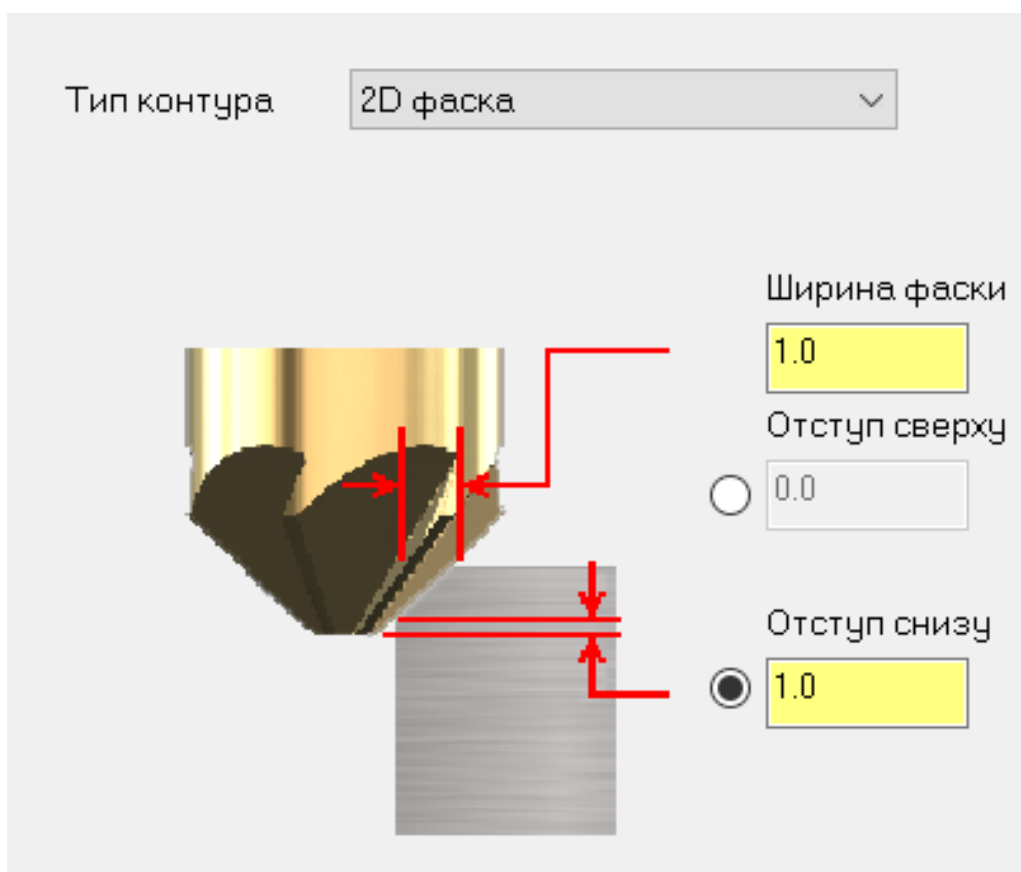 Тип контура
2D фаска
Ширина фаски
1.0
Отступ сверху
0.0
Отступ снизу
1.0